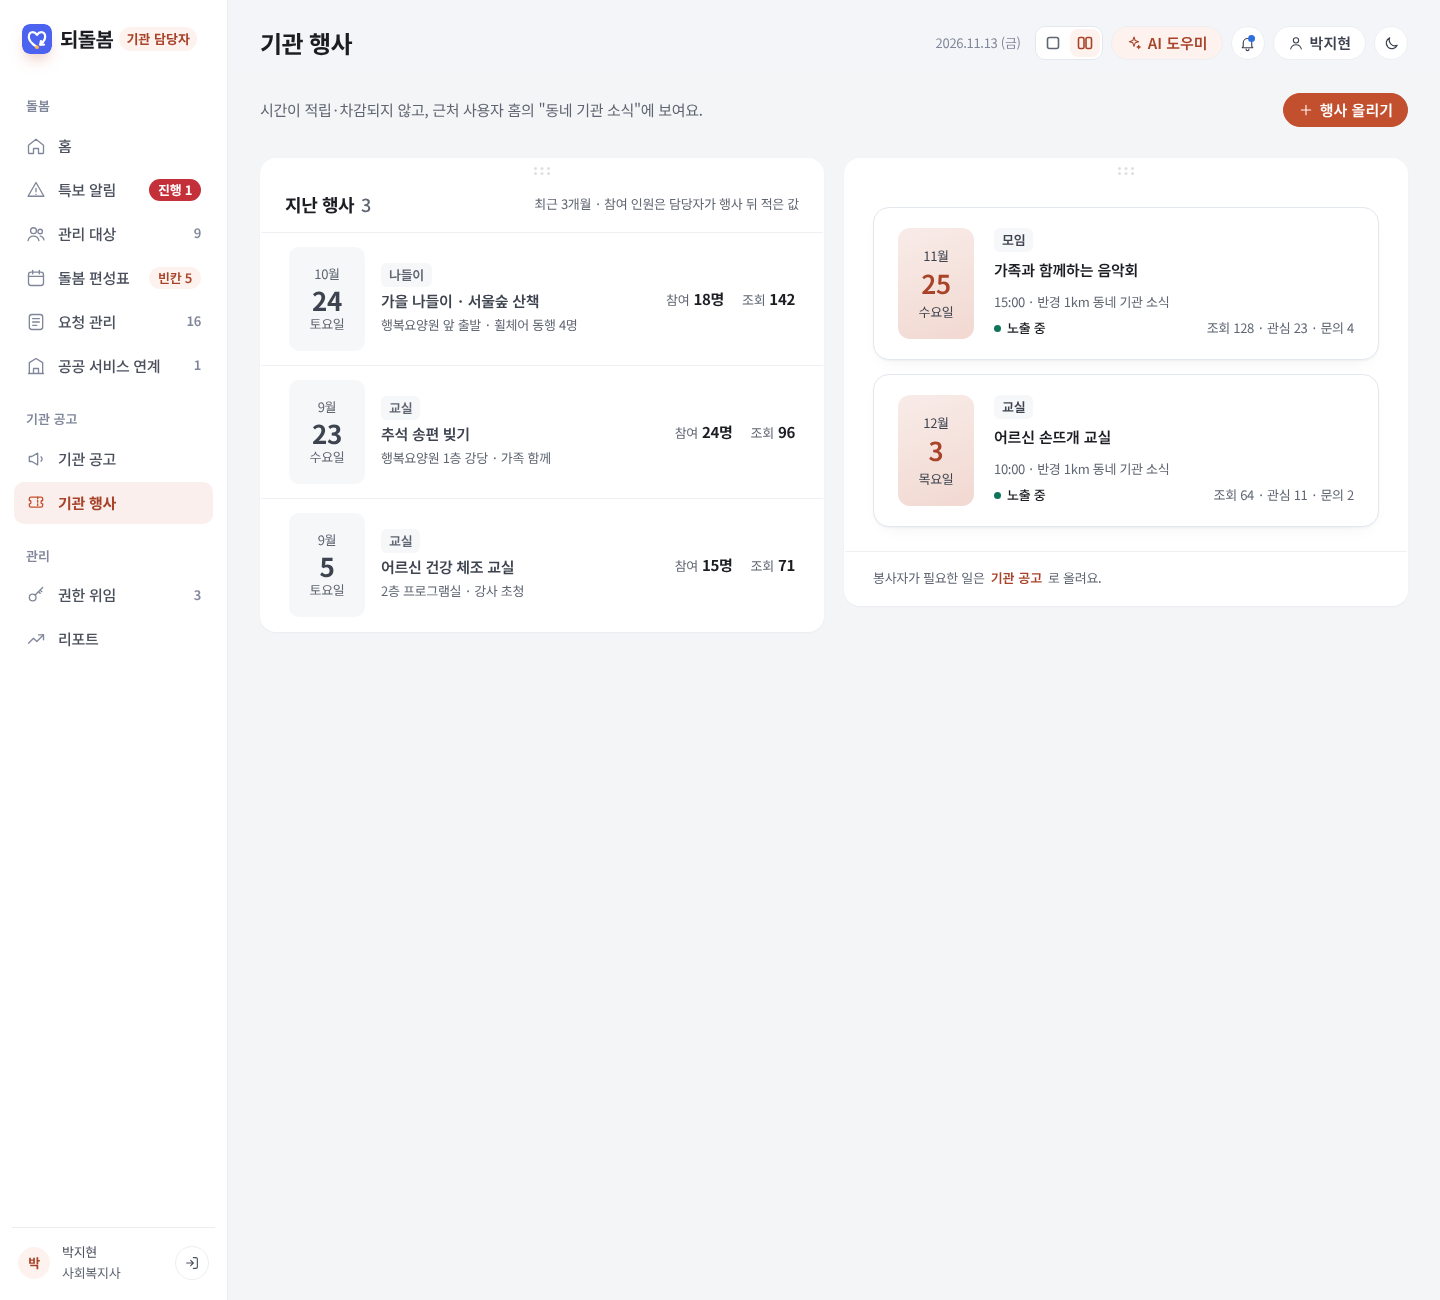 되돌봄 기관 담당자
돌봄
홈
특보 알림 진행 1
관리 대상 9
돌봄 편성표 빈칸 5
요청 관리 16
공공 서비스 연계 1
기관 공고
기관 공고
기관 행사
관리
권한 위임 3
리포트
박 박지현
사회복지사
기관 행사
2026.11.13 (금)
AI 도우미
박지현
시간이 적립·차감되지 않고, 근처 사용자 홈의 "동네 기관 소식"에 보여요.
행사 올리기
지난 행사 3
최근 3개월 · 참여 인원은 담당자가 행사 뒤 적은 값
10월
24
토요일
나들이
가을 나들이 · 서울숲 산책
행복요양원 앞 출발 · 휠체어 동행 4명
참여 18명 조회 142
9월
23
수요일
교실
추석 송편 빚기
행복요양원 1층 강당 · 가족 함께
참여 24명 조회 96
9월
5
토요일
교실
어르신 건강 체조 교실
2층 프로그램실 · 강사 초청
참여 15명 조회 71
11월
25
수요일
모임
가족과 함께하는 음악회
15:00 · 반경 1km 동네 기관 소식
노출 중
조회 128 · 관심 23 · 문의 4
12월
3
목요일
교실
어르신 손뜨개 교실
10:00 · 반경 1km 동네 기관 소식
노출 중
조회 64 · 관심 11 · 문의 2
봉사자가 필요한 일은 기관 공고 로 올려요.